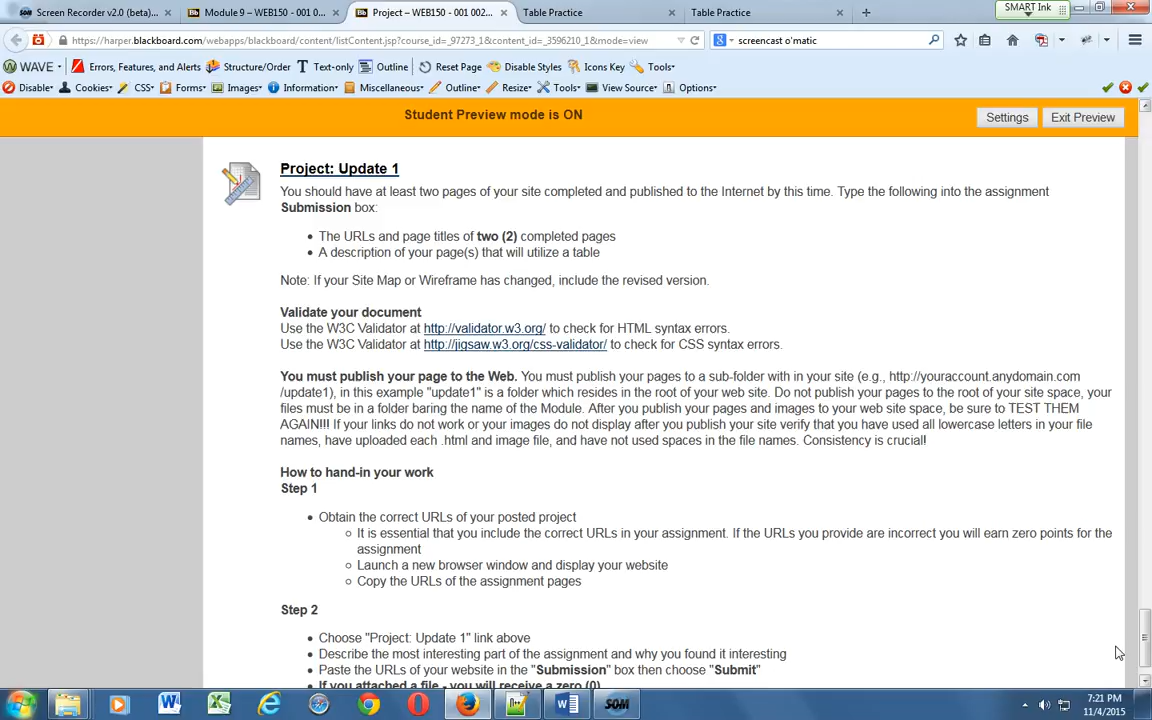 Screen Recorder v2.0 (beta)...
Module 9 – WEB150 - 001 0...
Project – WEB150 - 001 002...
Table Practice
Table Practice
SMART Ink
https://harper.blackboard.com/webapps/blackboard/content/listContent.jsp?course_id=_97273_1&content_id=_3596210_1&mode=view
screencast o'matic
WAVE
Errors, Features, and Alerts
Structure/Order
Text-only
Outline
Reset Page
Disable Styles
Icons Key
Tools
Disable
Cookies
CSS
Forms
Images
Information
Miscellaneous
Outline
Resize
Tools
View Source
Options
Student Preview mode is ON
Settings
Exit Preview
Project: Update 1
You should have at least two pages of your site completed and published to the Internet by this time. Type the following into the assignment
Submission box:
• The URLs and page titles of two (2) completed pages
• A description of your page(s) that will utilize a table
Note: If your Site Map or Wireframe has changed, include the revised version.
Validate your document
Use the W3C Validator at http://validator.w3.org/ to check for HTML syntax errors.
Use the W3C Validator at http://jigsaw.w3.org/css-validator/ to check for CSS syntax errors.
You must publish your page to the Web. You must publish your pages to a sub-folder with in your site (e.g., http://youraccount.anydomain.com
/update1), in this example "update1" is a folder which resides in the root of your web site. Do not publish your pages to the root of your site space, your
files must be in a folder baring the name of the Module. After you publish your pages and images to your web site space, be sure to TEST THEM
AGAIN!!! If your links do not work or your images do not display after you publish your site verify that you have used all lowercase letters in your file
names, have uploaded each .html and image file, and have not used spaces in the file names. Consistency is crucial!
How to hand-in your work
Step 1
• Obtain the correct URLs of your posted project
It is essential that you include the correct URLs in your assignment. If the URLs you provide are incorrect you will earn zero points for the
assignment
Launch a new browser window and display your website
Copy the URLs of the assignment pages
Step 2
• Choose "Project: Update 1" link above
• Describe the most interesting part of the assignment and why you found it interesting
• Paste the URLs of your website in the "Submission" box then choose "Submit"
• If you attached a file - you will receive a zero (0)
SOM
7:21 PM
11/4/2015